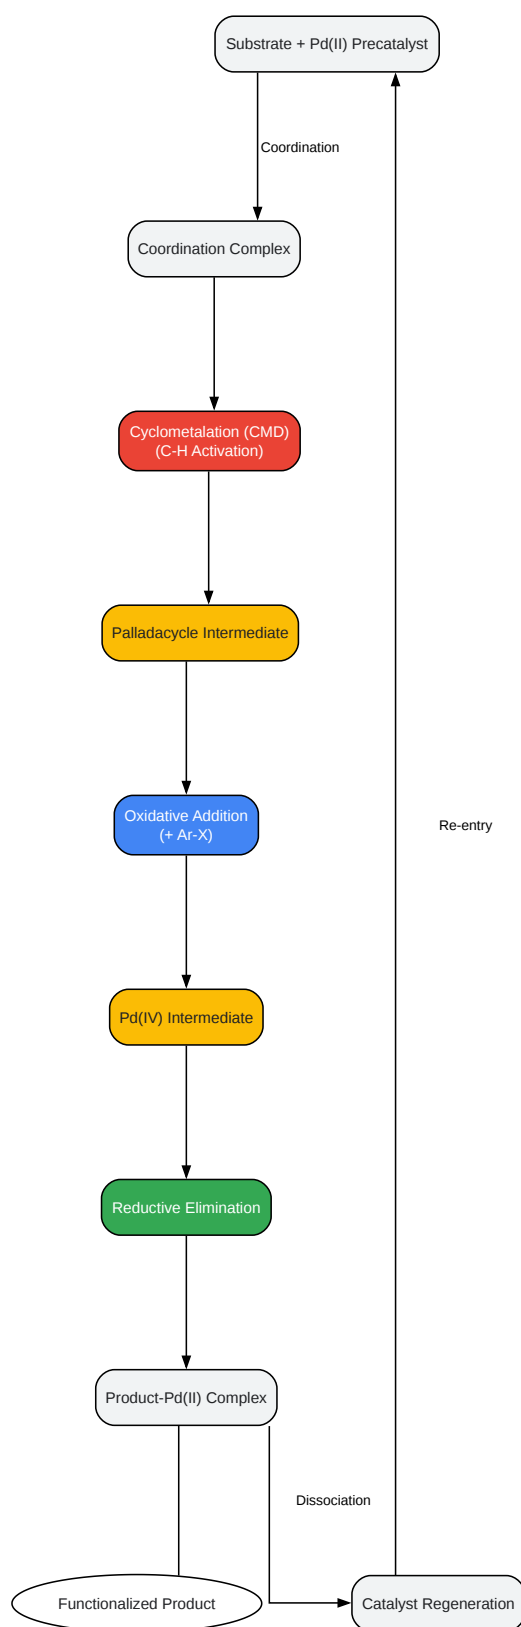 Substrate + Pd(II) Precatalyst
Coordination
Coordination Complex
Cyclometalation (CMD)
(C-H Activation)
Palladacycle Intermediate
Oxidative Addition
(+ Ar-X)
Re-entry
Pd(IV) Intermediate
Reductive Elimination
Product-Pd(II) Complex
Dissociation
Functionalized Product
Catalyst Regeneration